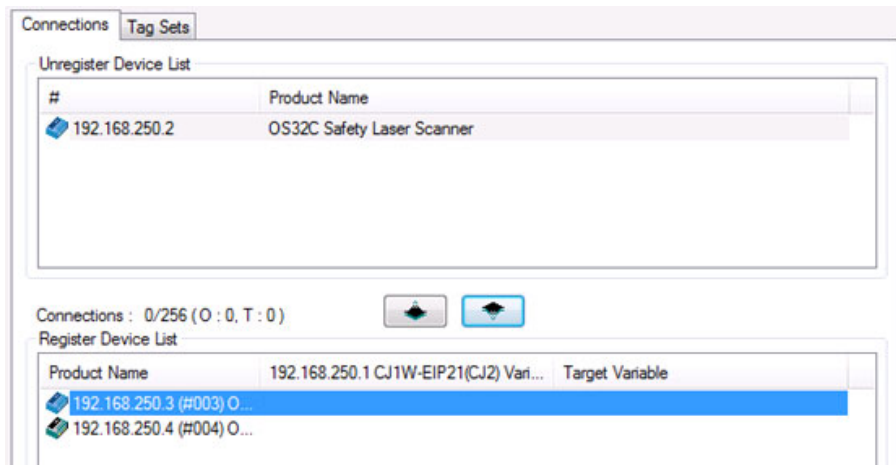 Connections Tag Sets
Unregister Device List
# Product Name
192.168.250.2 OS32C Safety Laser Scanner
Connections : 0/256 ( O : 0, T : 0 )
Register Device List
Product Name 192.168.250.1 CJ1W-EIP21(CJ2) Vari... Target Variable
192.168.250.3 (#003) O...
192.168.250.4 (#004) O...